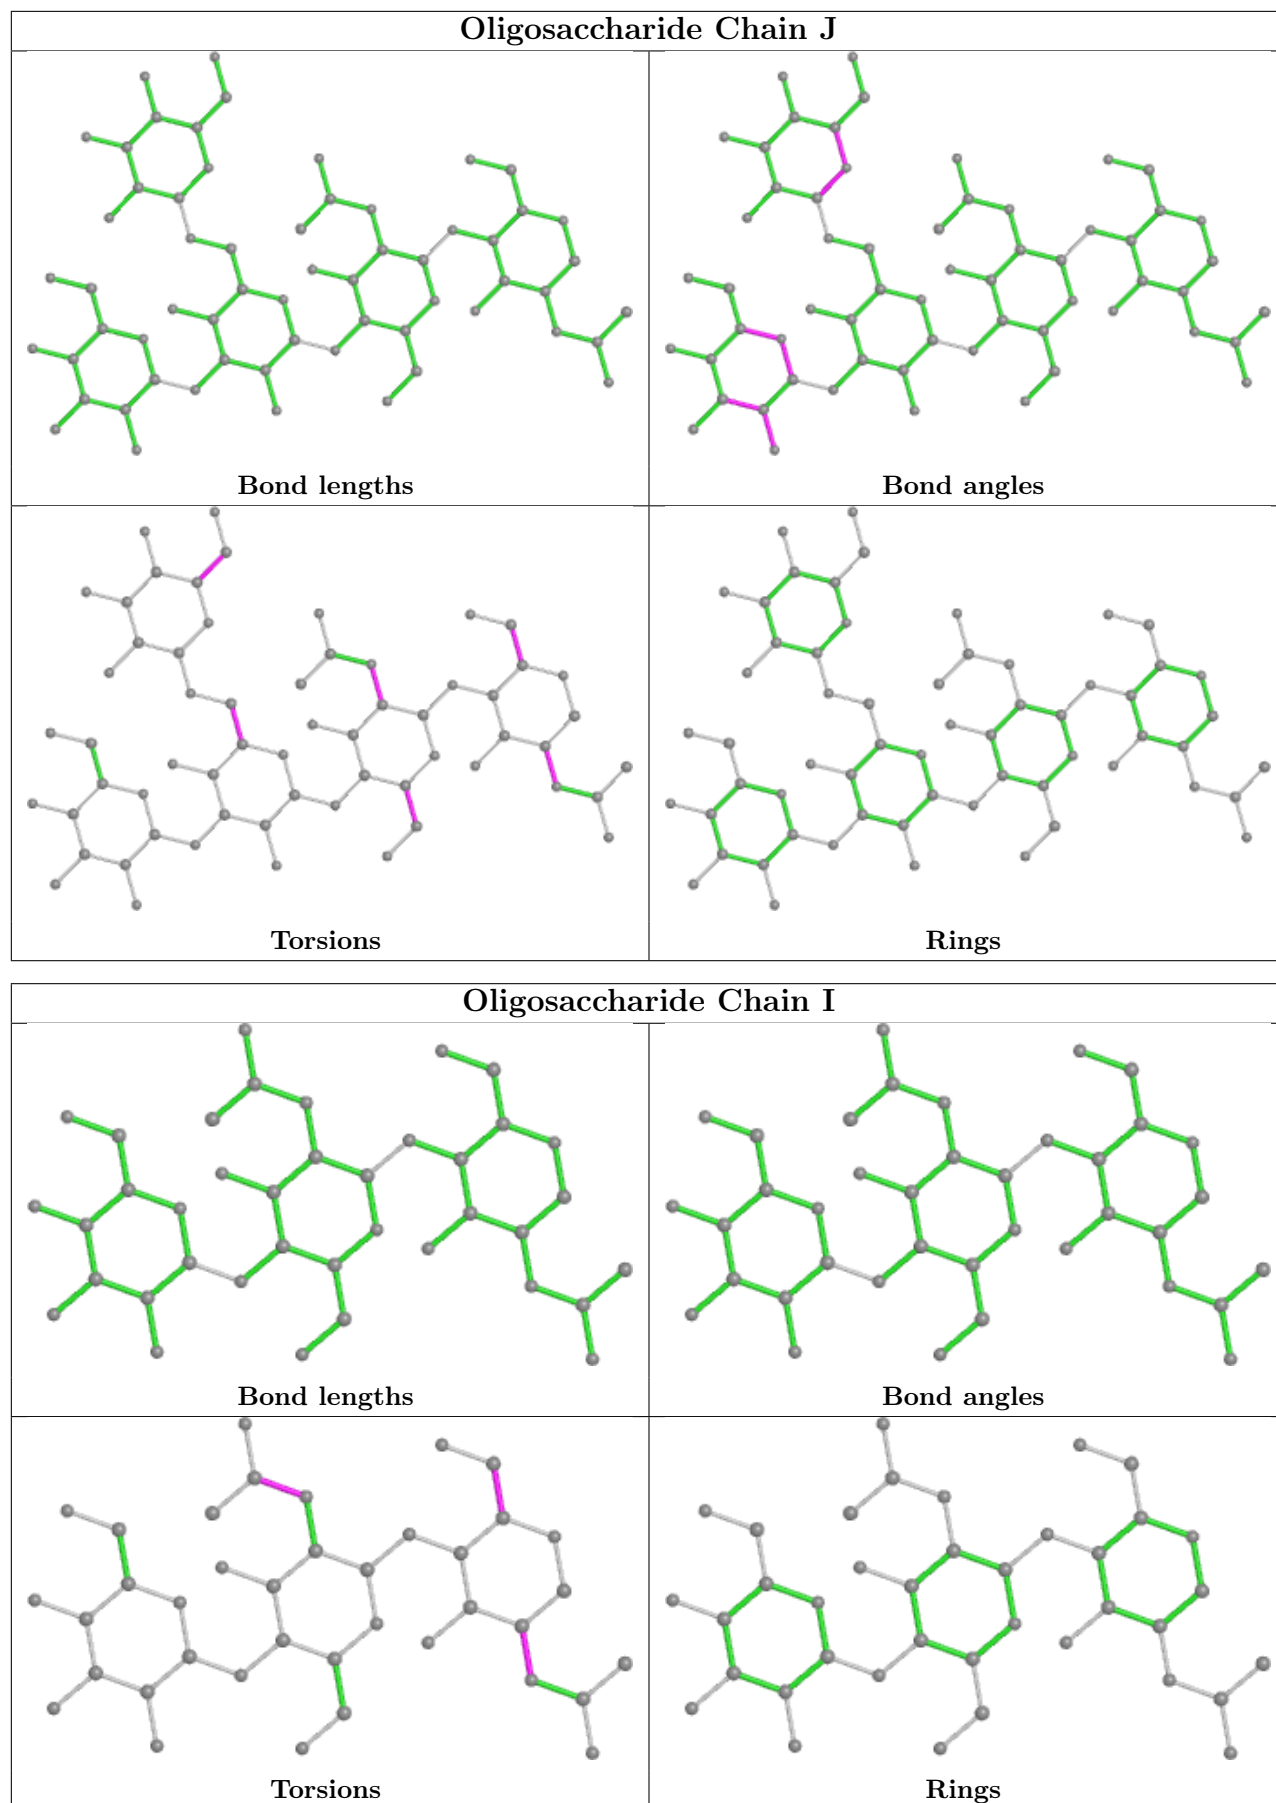 Oligosaccharide Chain J
Bond lengths
Bond angles
Torsions
Rings
Oligosaccharide Chain I
Bond lengths
Bond angles
Torsions
Rings